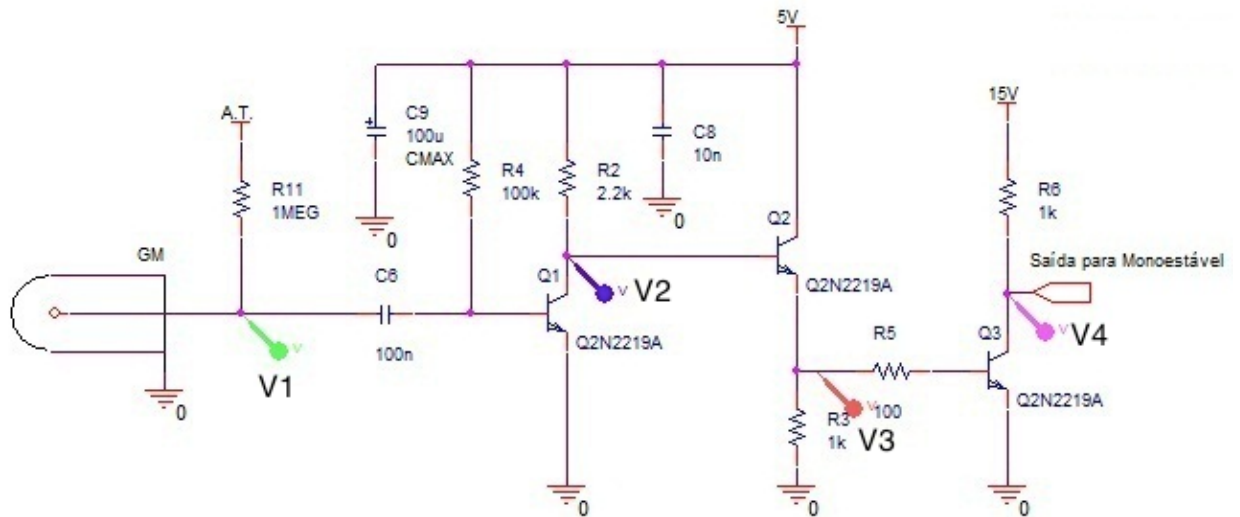 5V
A.T.
C9
100u
CMAX
R4
100k
R2
2.2k
C8
10n
15V
R11
1MEG
0
0
Q2
R6
1k
GM
C6
Q1
V2
Q2N2219A
Saída para Monoestável
100n
Q2N2219A
R5
Q3
V4
V1
0
V3
100
Q2N2219A
R3
1k
0
0
0